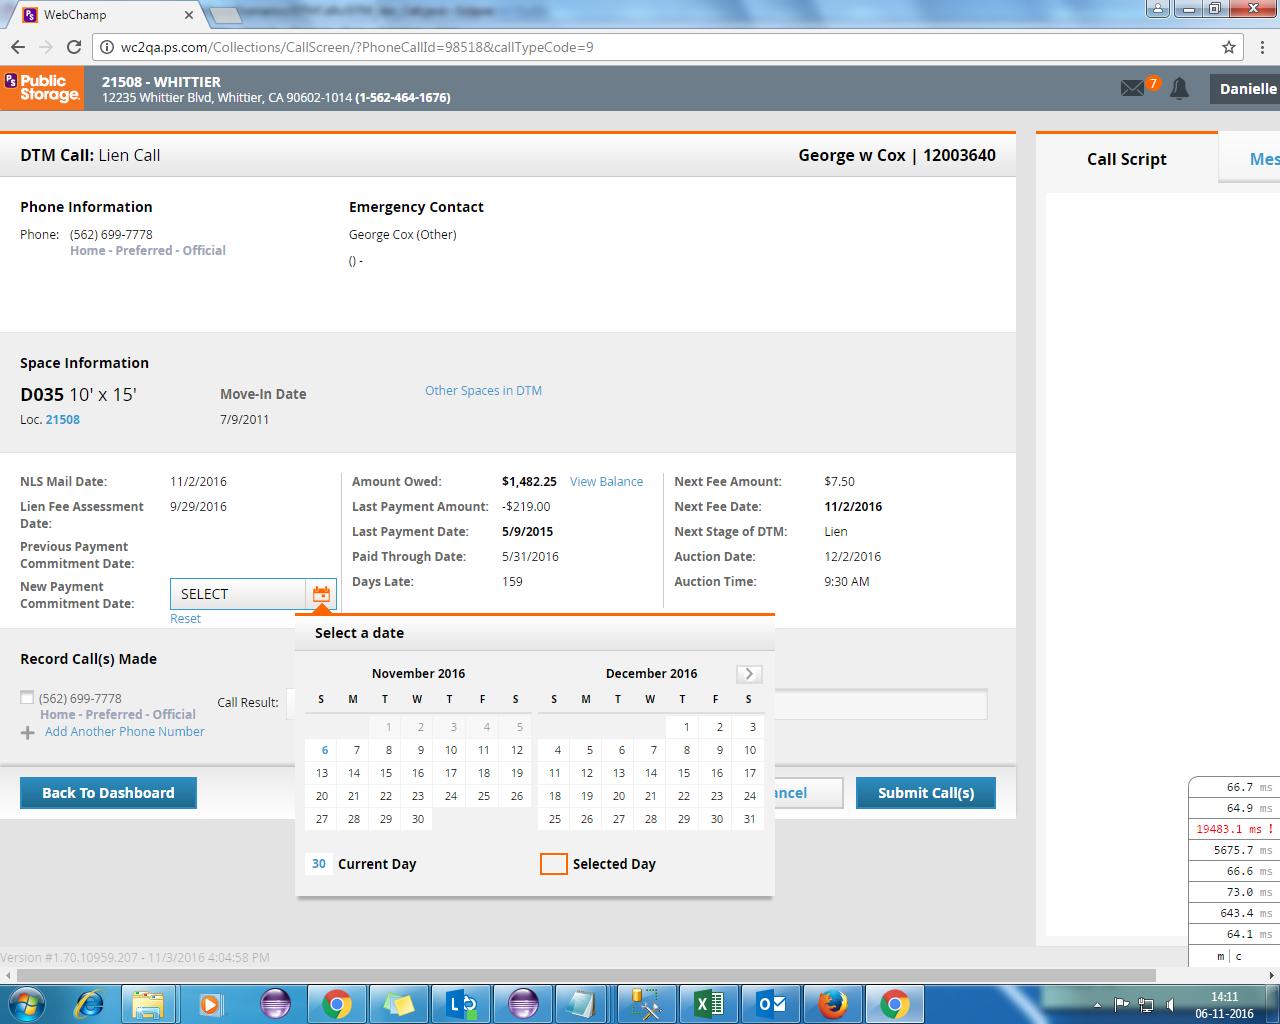 WebChamp
wc2qa.ps.com/Collections/CallScreen/?PhoneCallId=98518&callTypeCode=9
PS Public Storage.
21508 - WHITTIER
12235 Whittier Blvd, Whittier, CA 90602-1014 (1-562-464-1676)
7
Danielle
DTM Call: Lien Call
George w Cox | 12003640
Call Script
Mes
Phone Information
Emergency Contact
Phone: (562) 699-7778
Home - Preferred - Official
George Cox (Other)
() -
Space Information
D035 10' x 15'
Move-In Date
Other Spaces in DTM
Loc. 21508
7/9/2011
NLS Mail Date: 11/2/2016
Lien Fee Assessment Date: 9/29/2016
Previous Payment Commitment Date:
New Payment Commitment Date: SELECT
Reset
Amount Owed: $1,482.25 View Balance
Last Payment Amount: -$219.00
Last Payment Date: 5/9/2015
Paid Through Date: 5/31/2016
Days Late: 159
Next Fee Amount: $7.50
Next Fee Date: 11/2/2016
Next Stage of DTM: Lien
Auction Date: 12/2/2016
Auction Time: 9:30 AM
Select a date
November 2016
S M T W T F S
1 2 3 4 5
6 7 8 9 10 11 12
13 14 15 16 17 18 19
20 21 22 23 24 25 26
27 28 29 30
December 2016
S M T W T F S
1 2 3
4 5 6 7 8 9 10
11 12 13 14 15 16 17
18 19 20 21 22 23 24
25 26 27 28 29 30 31
30 Current Day
Selected Day
Record Call(s) Made
(562) 699-7778
Home - Preferred - Official
Call Result:
Add Another Phone Number
Back To Dashboard
ancel
Submit Call(s)
66.7 ms
64.9 ms
19483.1 ms !
5675.7 ms
66.6 ms
73.0 ms
643.4 ms
64.1 ms
m | c
Version #1.70.10959.207 - 11/3/2016 4:04:58 PM
14:11
06-11-2016